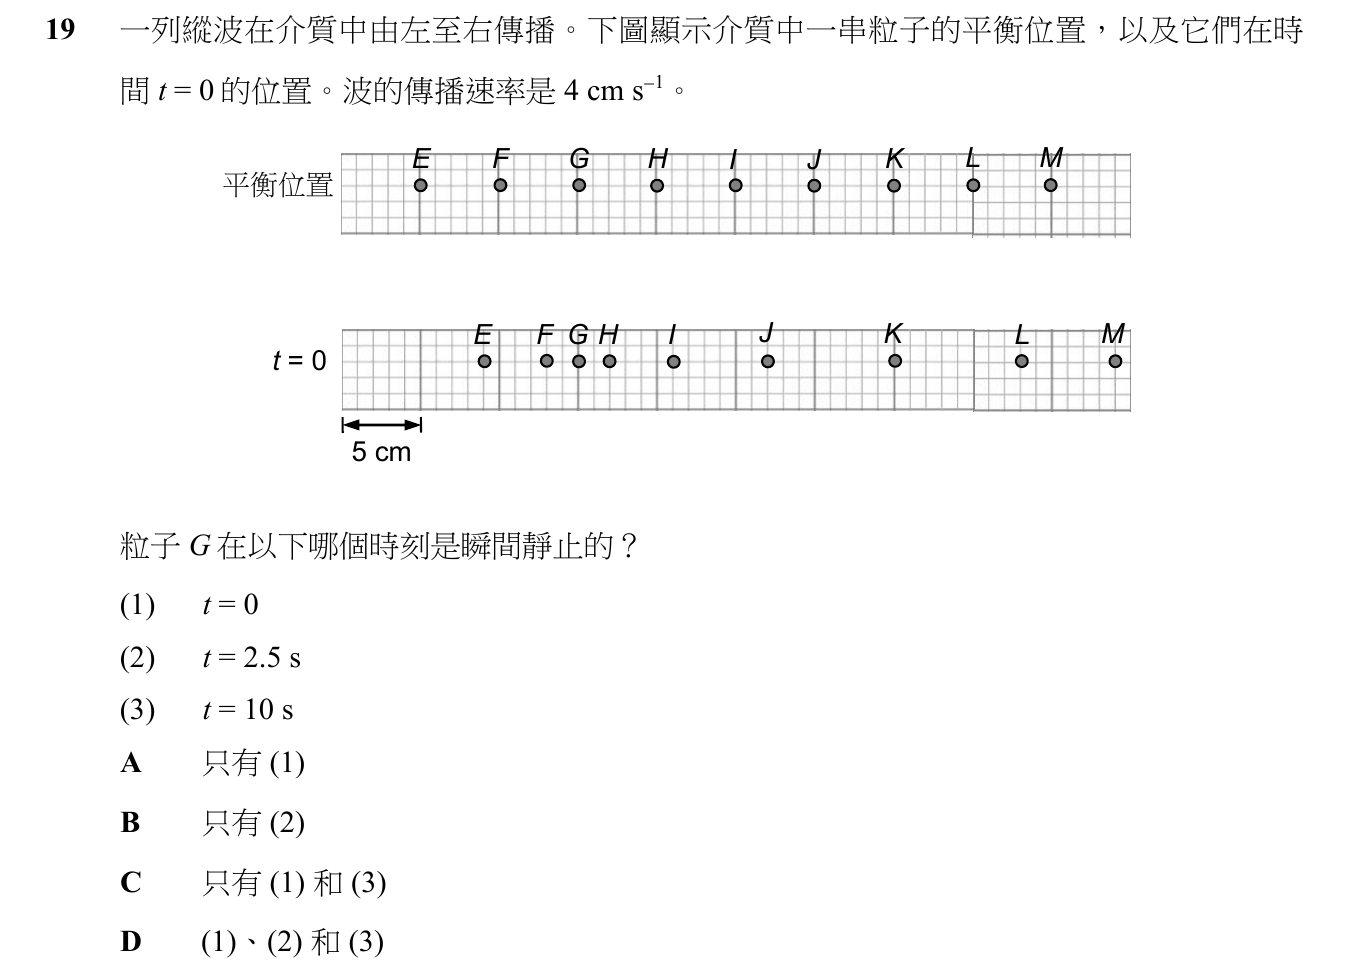 19 一列縱波在介質中由左至右傳播。下圖顯示介質中一串粒子的平衡位置，以及它們在時
間 t = 0 的位置。波的傳播速率是 4 cm s⁻¹。
E F G H I J K L M
平衡位置
E F G H I J K L M
t = 0
5 cm
粒子 G 在以下哪個時刻是瞬間靜止的？
(1) t = 0
(2) t = 2.5 s
(3) t = 10 s
A 只有 (1)
B 只有 (2)
C 只有 (1) 和 (3)
D (1)、(2) 和 (3)